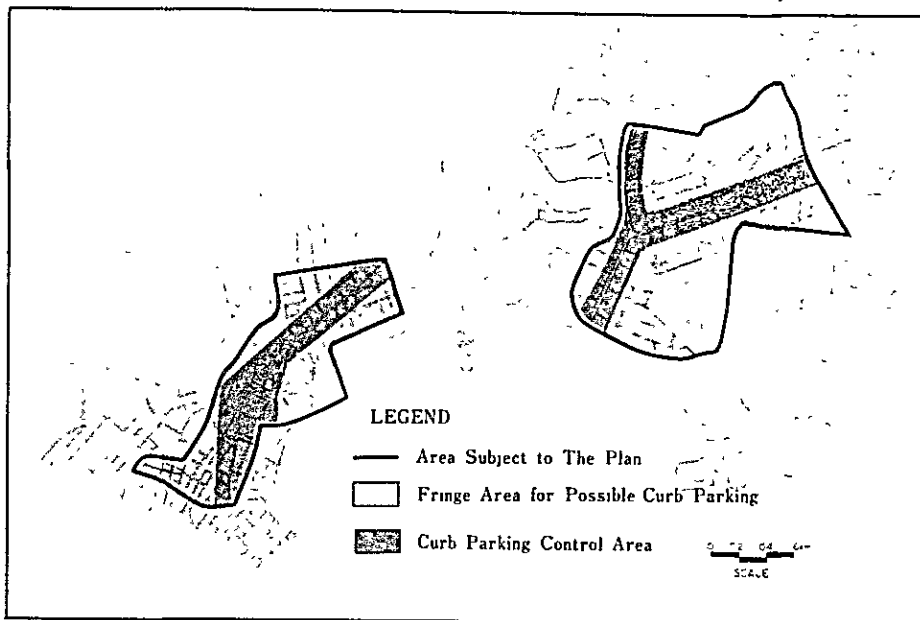 LEGEND
Area Subject to The Plan
Fringe Area for Possible Curb Parking
Curb Parking Control Area
SCALE